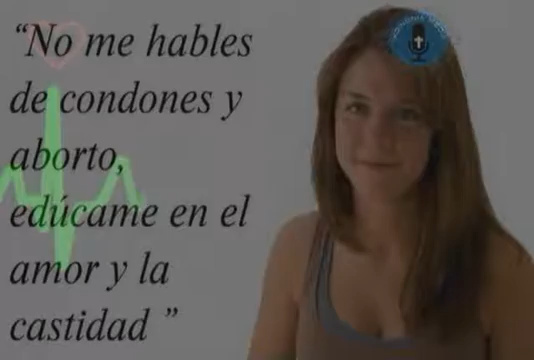 “No me hables
de condones y
aborto,
edúcame en el
amor y la
castidad ”